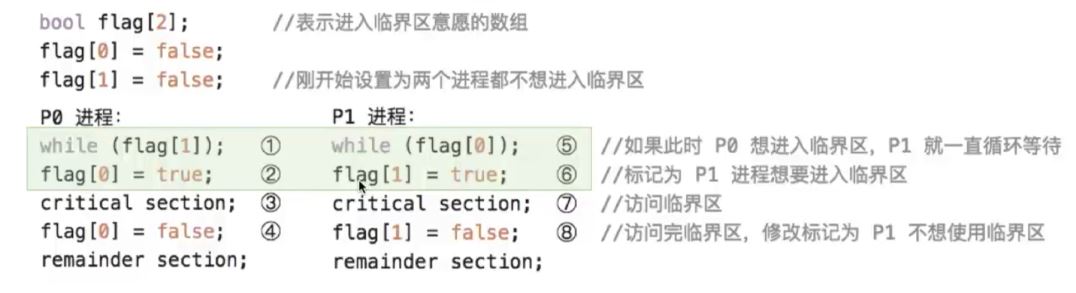 bool flag[2]; //表示进入临界区意愿的数组
flag[0] = false;
flag[1] = false; //刚开始设置为两个进程都不想进入临界区
P0 进程: P1 进程:
while (flag[1]); ① while (flag[0]); ⑤ //如果此时 P0 想进入临界区，P1 就一直循环等待
flag[0] = true; ② flag[1] = true; ⑥ //标记为 P1 进程想要进入临界区
critical section; ③ critical section; ⑦ //访问临界区
flag[0] = false; ④ flag[1] = false; ⑧ //访问完临界区，修改标记为 P1 不想使用临界区
remainder section; remainder section;